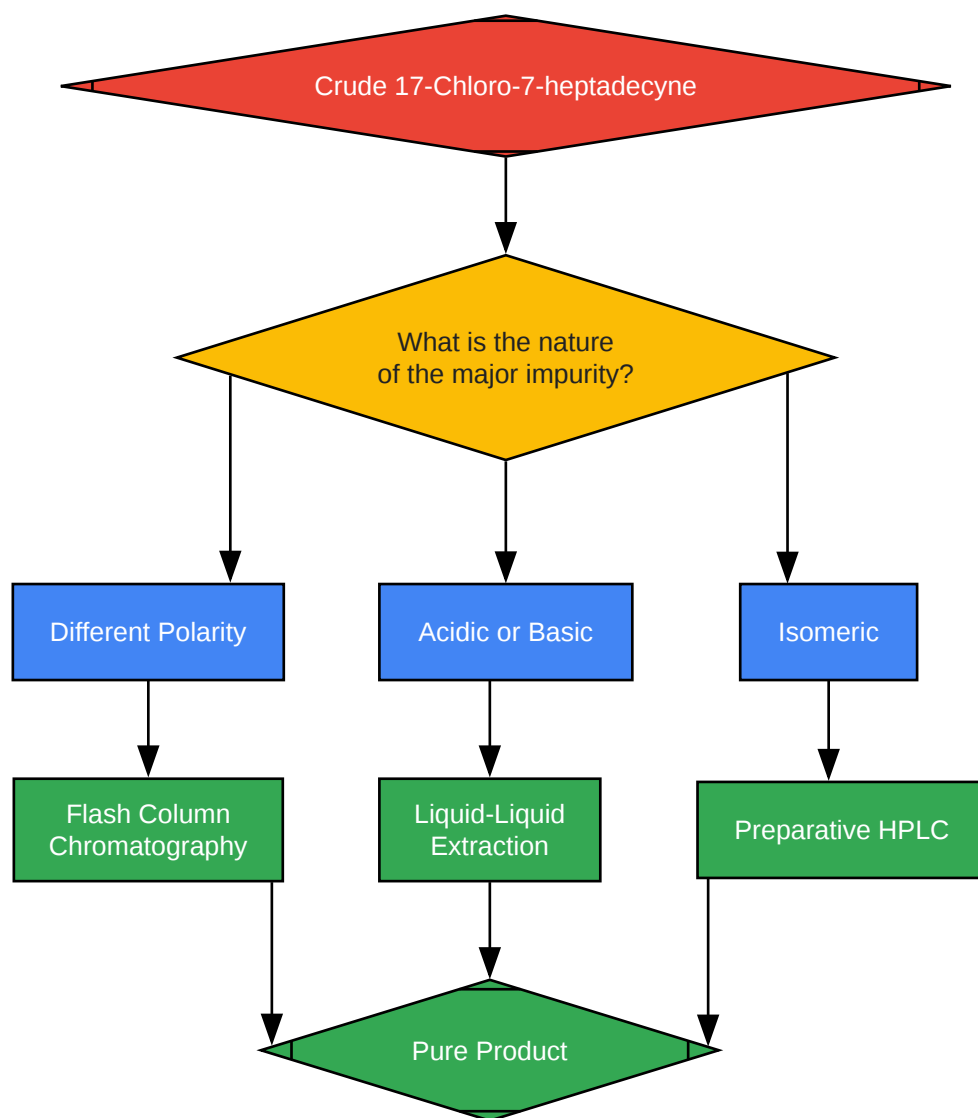 Crude 17-Chloro-7-heptadecyne
What is the nature
of the major impurity?
Different Polarity
Acidic or Basic
Isomeric
Flash Column
Chromatography
Liquid-Liquid
Extraction
Preparative HPLC
Pure Product